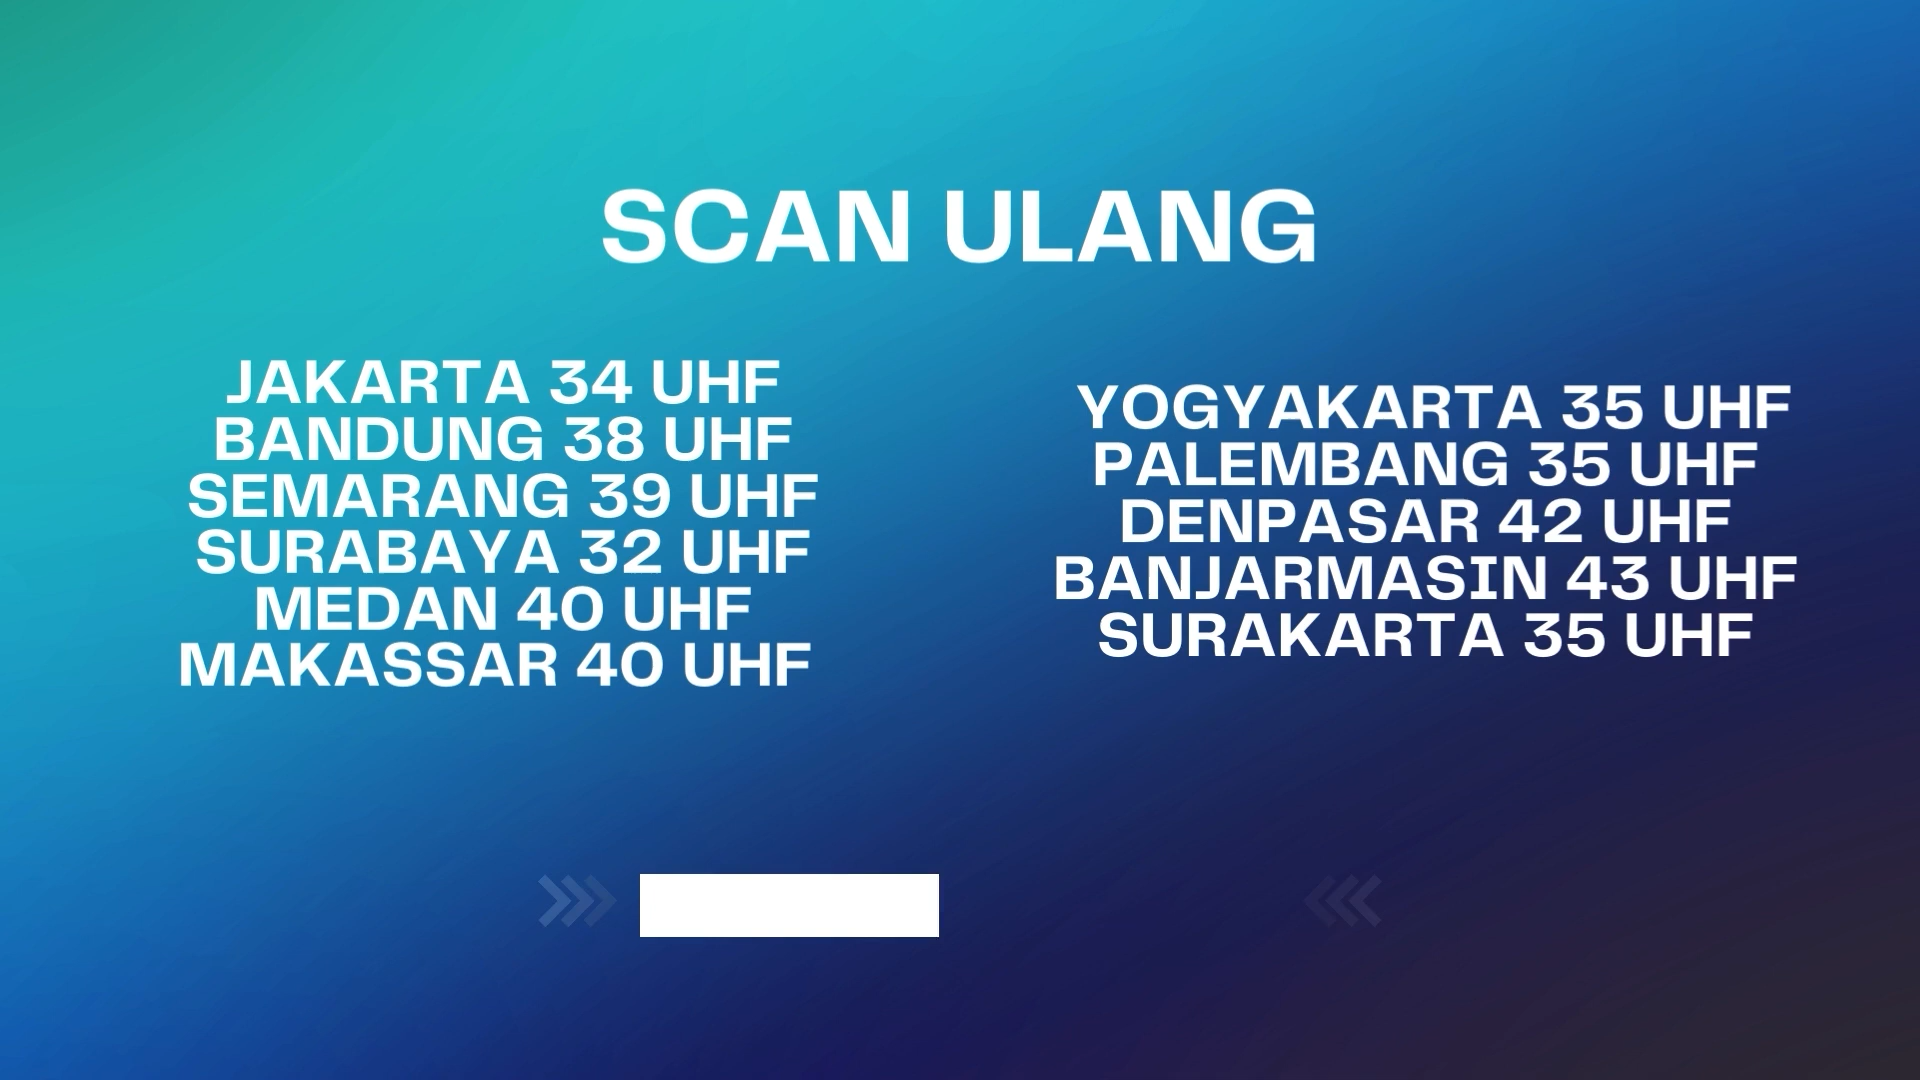 SCAN ULANG
JAKARTA 34 UHF
BANDUNG 38 UHF
SEMARANG 39 UHF
SURABAYA 32 UHF
MEDAN 40 UHF
MAKASSAR 40 UHF
YOGYAKARTA 35 UHF
PALEMBANG 35 UHF
DENPASAR 42 UHF
BANJARMASIN 43 UHF
SURAKARTA 35 UHF